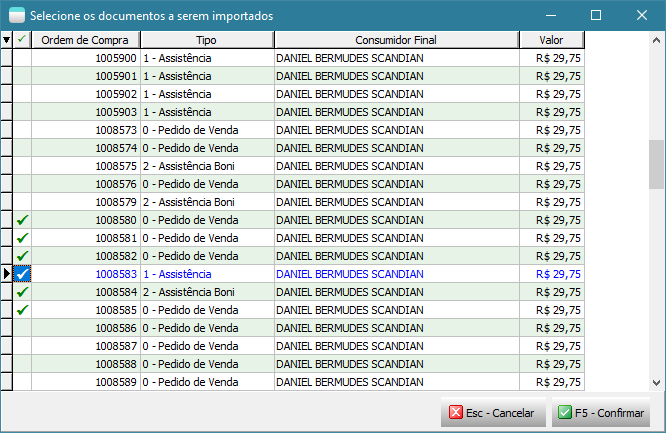 Selecione os documentos a serem importados
Ordem de Compra Tipo Consumidor Final Valor
1005900 1 - Assistência DANIEL BERMUDES SCANDIAN R$ 29,75
1005901 1 - Assistência DANIEL BERMUDES SCANDIAN R$ 29,75
1005902 1 - Assistência DANIEL BERMUDES SCANDIAN R$ 29,75
1005903 1 - Assistência DANIEL BERMUDES SCANDIAN R$ 29,75
1008573 0 - Pedido de Venda DANIEL BERMUDES SCANDIAN R$ 29,75
1008574 0 - Pedido de Venda DANIEL BERMUDES SCANDIAN R$ 29,75
1008575 2 - Assistência Boni DANIEL BERMUDES SCANDIAN R$ 29,75
1008576 0 - Pedido de Venda DANIEL BERMUDES SCANDIAN R$ 29,75
1008579 2 - Assistência Boni DANIEL BERMUDES SCANDIAN R$ 29,75
1008580 0 - Pedido de Venda DANIEL BERMUDES SCANDIAN R$ 29,75
1008581 0 - Pedido de Venda DANIEL BERMUDES SCANDIAN R$ 29,75
1008582 0 - Pedido de Venda DANIEL BERMUDES SCANDIAN R$ 29,75
1008583 1 - Assistência DANIEL BERMUDES SCANDIAN R$ 29,75
1008584 2 - Assistência Boni DANIEL BERMUDES SCANDIAN R$ 29,75
1008585 0 - Pedido de Venda DANIEL BERMUDES SCANDIAN R$ 29,75
1008586 0 - Pedido de Venda DANIEL BERMUDES SCANDIAN R$ 29,75
1008587 0 - Pedido de Venda DANIEL BERMUDES SCANDIAN R$ 29,75
1008588 0 - Pedido de Venda DANIEL BERMUDES SCANDIAN R$ 29,75
1008589 0 - Pedido de Venda DANIEL BERMUDES SCANDIAN R$ 29,75
Esc - Cancelar F5 - Confirmar